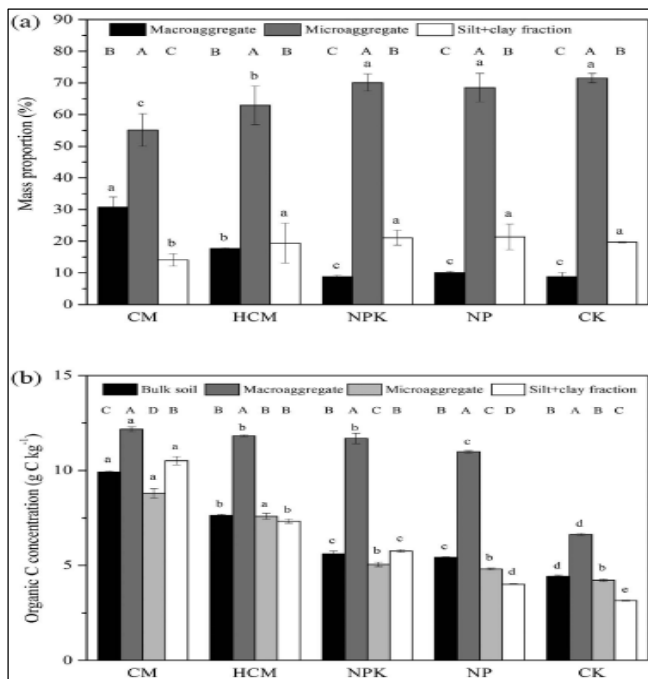 (a)
Macroaggregate Microaggregate Silt+clay fraction
B A C B A B C A B C A B C A B
a c b
b b a
c a a
c a a
c a a
90
80
70
60
50
40
30
20
10
0
Mass proportion (%)
CM HCM NPK NP CK
(b)
Bulk soil Macroaggregate Microaggregate Silt+clay fraction
C A D B B A B B B A C B B A C D B A B C
a a a a
b b a b
c b b c
c c b d
d d b e
15
10
5
0
Organic C concentration (g C kg⁻¹)
CM HCM NPK NP CK